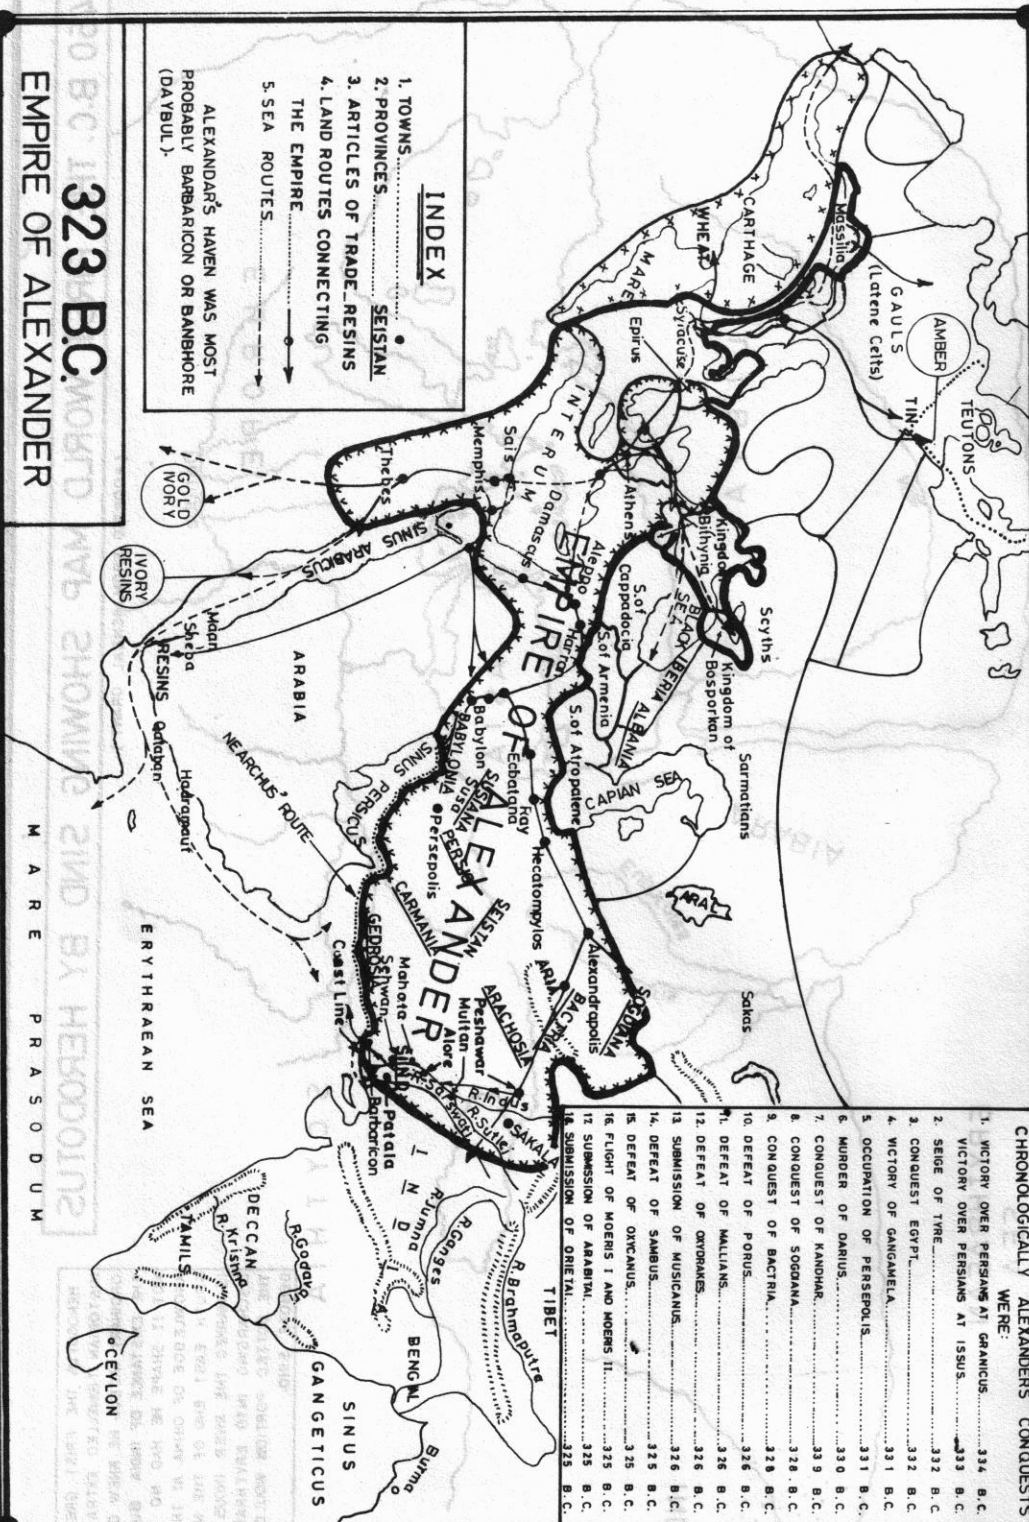 323 B.C.
EMPIRE OF ALEXANDER
INDEX
1. TOWNS
2. PROVINCES SEISTAN
3. ARTICLES OF TRADE_RESINS
4. LAND ROUTES CONNECTING
THE EMPIRE
5. SEA ROUTES
ALEXANDAR'S HAVEN WAS MOST
PROBABLY BARBARICON OR BANBHORE
(DAYBUL).
CHRONOLOGICALLY ALEXANDERS CONQUESTS
WERE:
1. VICTORY OVER PERSIANS AT GRANICUS 334 B.C.
VICTORY OVER PERSIANS AT ISSUS 333 B.C.
2. SEIGE OF TYRE 332 B.C.
3. CONQUEST EGYPT 332 B.C.
4. VICTORY OF GANGAMELA 331 B.C.
5. OCCUPATION OF PERSEPOLIS 331 B.C.
6. MURDER OF DARIUS 330 B.C.
7. CONQUEST OF KANDHAR 339 B.C.
8. CONQUEST OF SOGDIANA 328 B.C.
9. CONQUEST OF BACTRIA 328 B.C.
10. DEFEAT OF PORUS 326 B.C.
11. DEFEAT OF MALLIANS 326 B.C.
12. DEFEAT OF OXYDRAKES 326 B.C.
13 SUBMISSION OF MUSICANUS 326 B.C.
14. DEFEAT OF SAMBUS 325 B.C.
15. DEFEAT OF OXYCANUS 325 B.C.
16. FLIGHT OF MOERIS I AND MOERIS II 325 B.C.
17 SUBMISSION OF ARABITAI 325 B.C.
18 SUBMISSION OF ORIETAI 325 B.C.
TEUTONS
TIN
AMBER
GAULS
(Latene Celts)
Massilia
CARTHAGE
WHEAT
MARE
INTERUM
Syracuse
Epirus
Athens
Kingdom
Bithynia
BLACK
SEA
Scyths
Kingdom of
Bosporkan
Sarmatians
Sakas
IBERIA
ALBANIA
S.of
Cappadocia
S.of Armenia
S.of Atropatene
CAPIAN SEA
ARAL
EMPIRE OF ALEXANDER
Sais
Memphis
Thebes
Damascus
Aleppo
Harran
GOLD
IVORY
IVORY
RESINS
SINUS ARABICUS
ARABIA
Maan
Sheba
RESINS
Qataban
Hadramaut
NEARCHUS' ROUTE
SINUS
PERSICUS
Babylon
BABYLONIA
Ecbatana
SUSIANA
Susa
PERSIC
Persepolis
Ray
Hecatompylos
CARMANIA
SEISTAN
GEDROSIA
ARIA
ARACHOSIA
BACTRIA
SOGDIANA
Alexandrapolis
Peshawar
Multan
Alore
Mahota
Sehwan
SIND
Coast Line
Patala
Barbaricon
R.Indus
R.Sutlej
R.Sarswati
SAKALA
INDIA
R.Jumna
R.Ganges
R.Brahmaputra
TIBET
BENGAL
Burma
DECCAN
R.Godavari
R.Krishna
TAMILS
CEYLON
SINUS
GANGETICUS
ERYTHRAEAN SEA
MARE PRASODUM